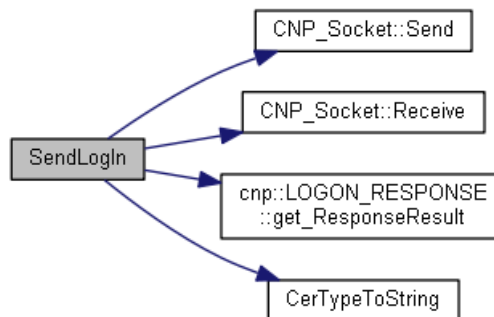 CNP_Socket::Send
CNP_Socket::Receive
SendLogIn
cnp::LOGON_RESPONSE
::get_ResponseResult
CerTypeToString